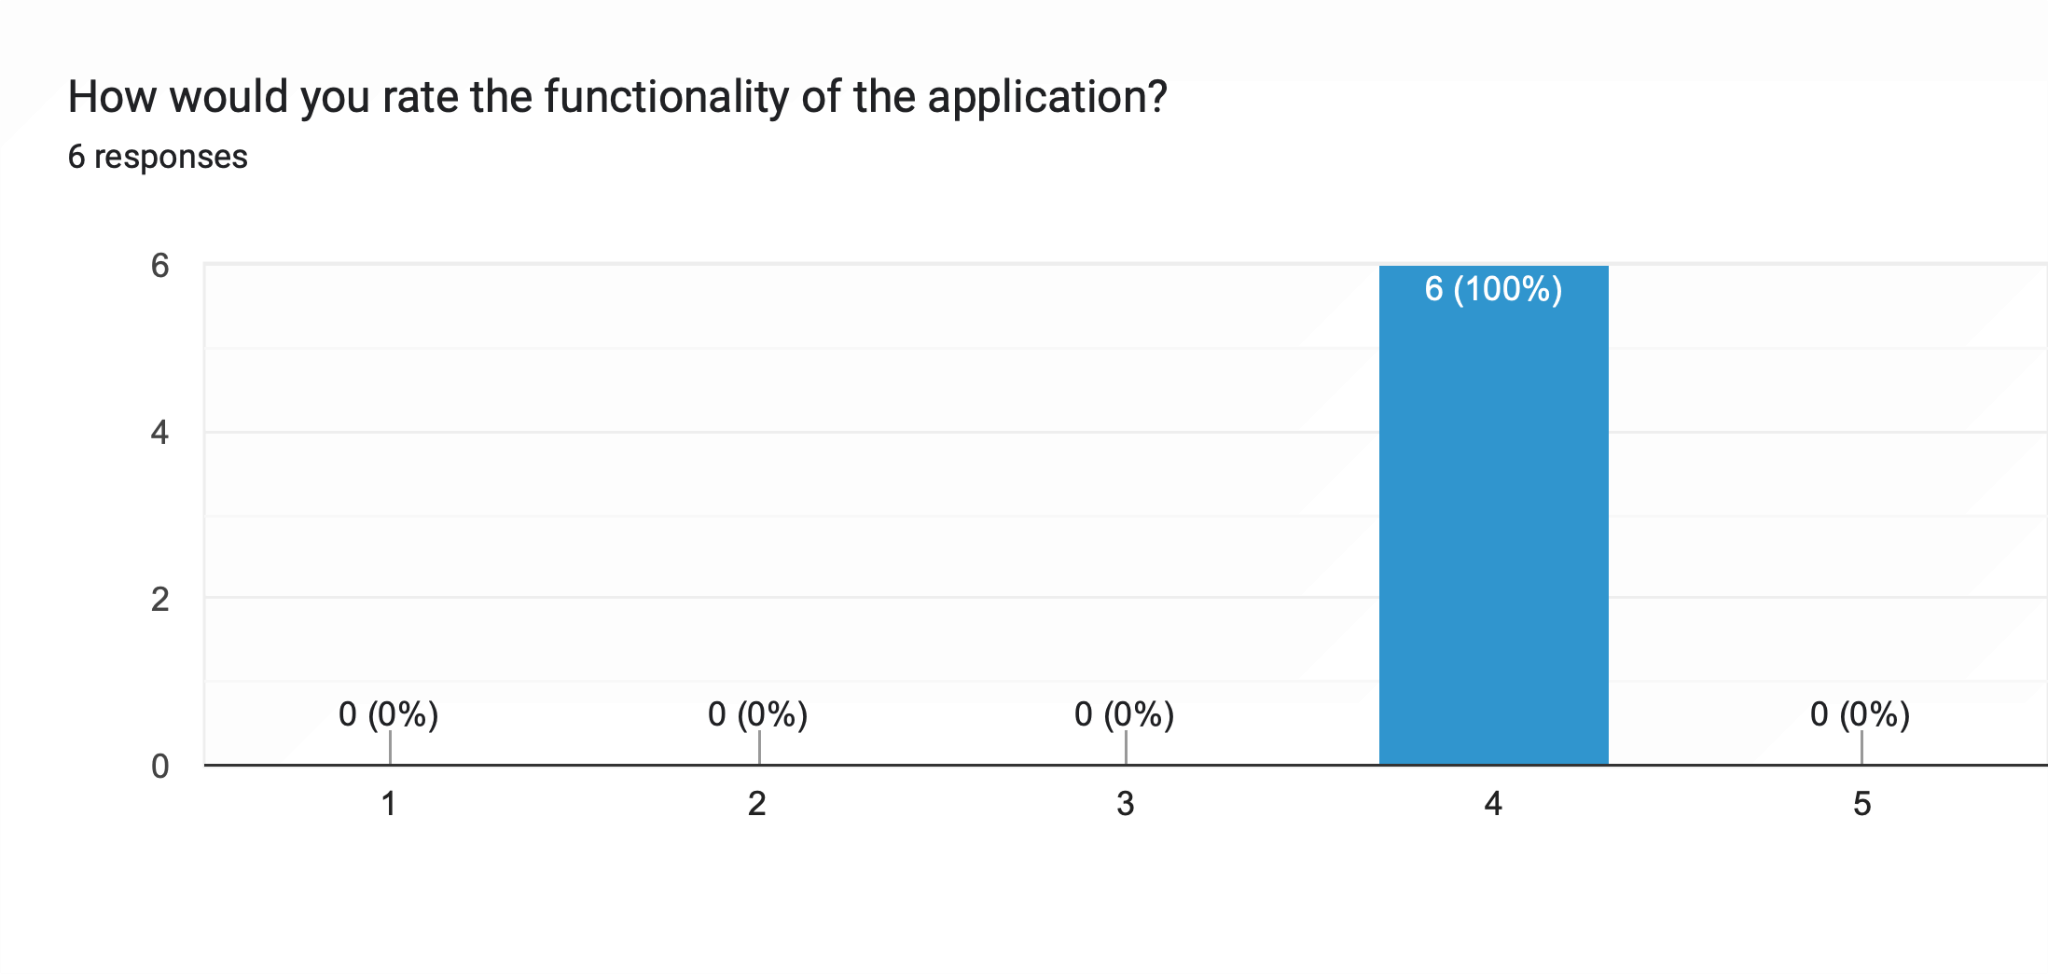 How would you rate the functionality of the application?
6 responses
6
6 (100%)
4
2
0 (0%) 0 (0%) 0 (0%) 0 (0%)
0
1 2 3 4 5